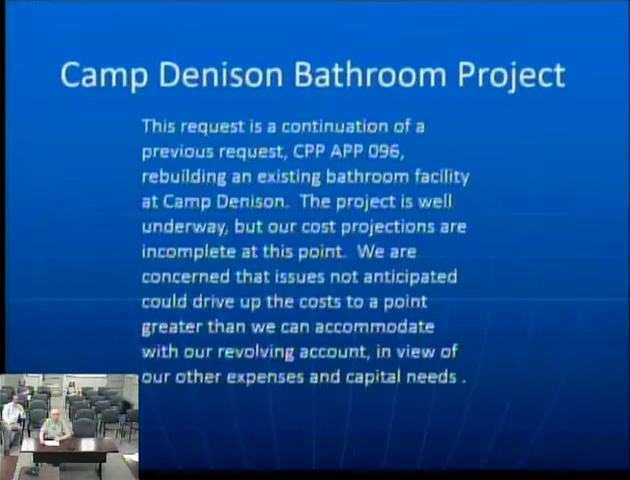 Camp Denison Bathroom Project
This request is a continuation of a
previous request, CPP APP 096,
rebuilding an existing bathroom facility
at Camp Denison.  The project is well
underway, but our cost projections are
incomplete at this point.  We are
concerned that issues not anticipated
could drive up the costs to a point
greater than we can accommodate
with our revolving account, in view of
our other expenses and capital needs .